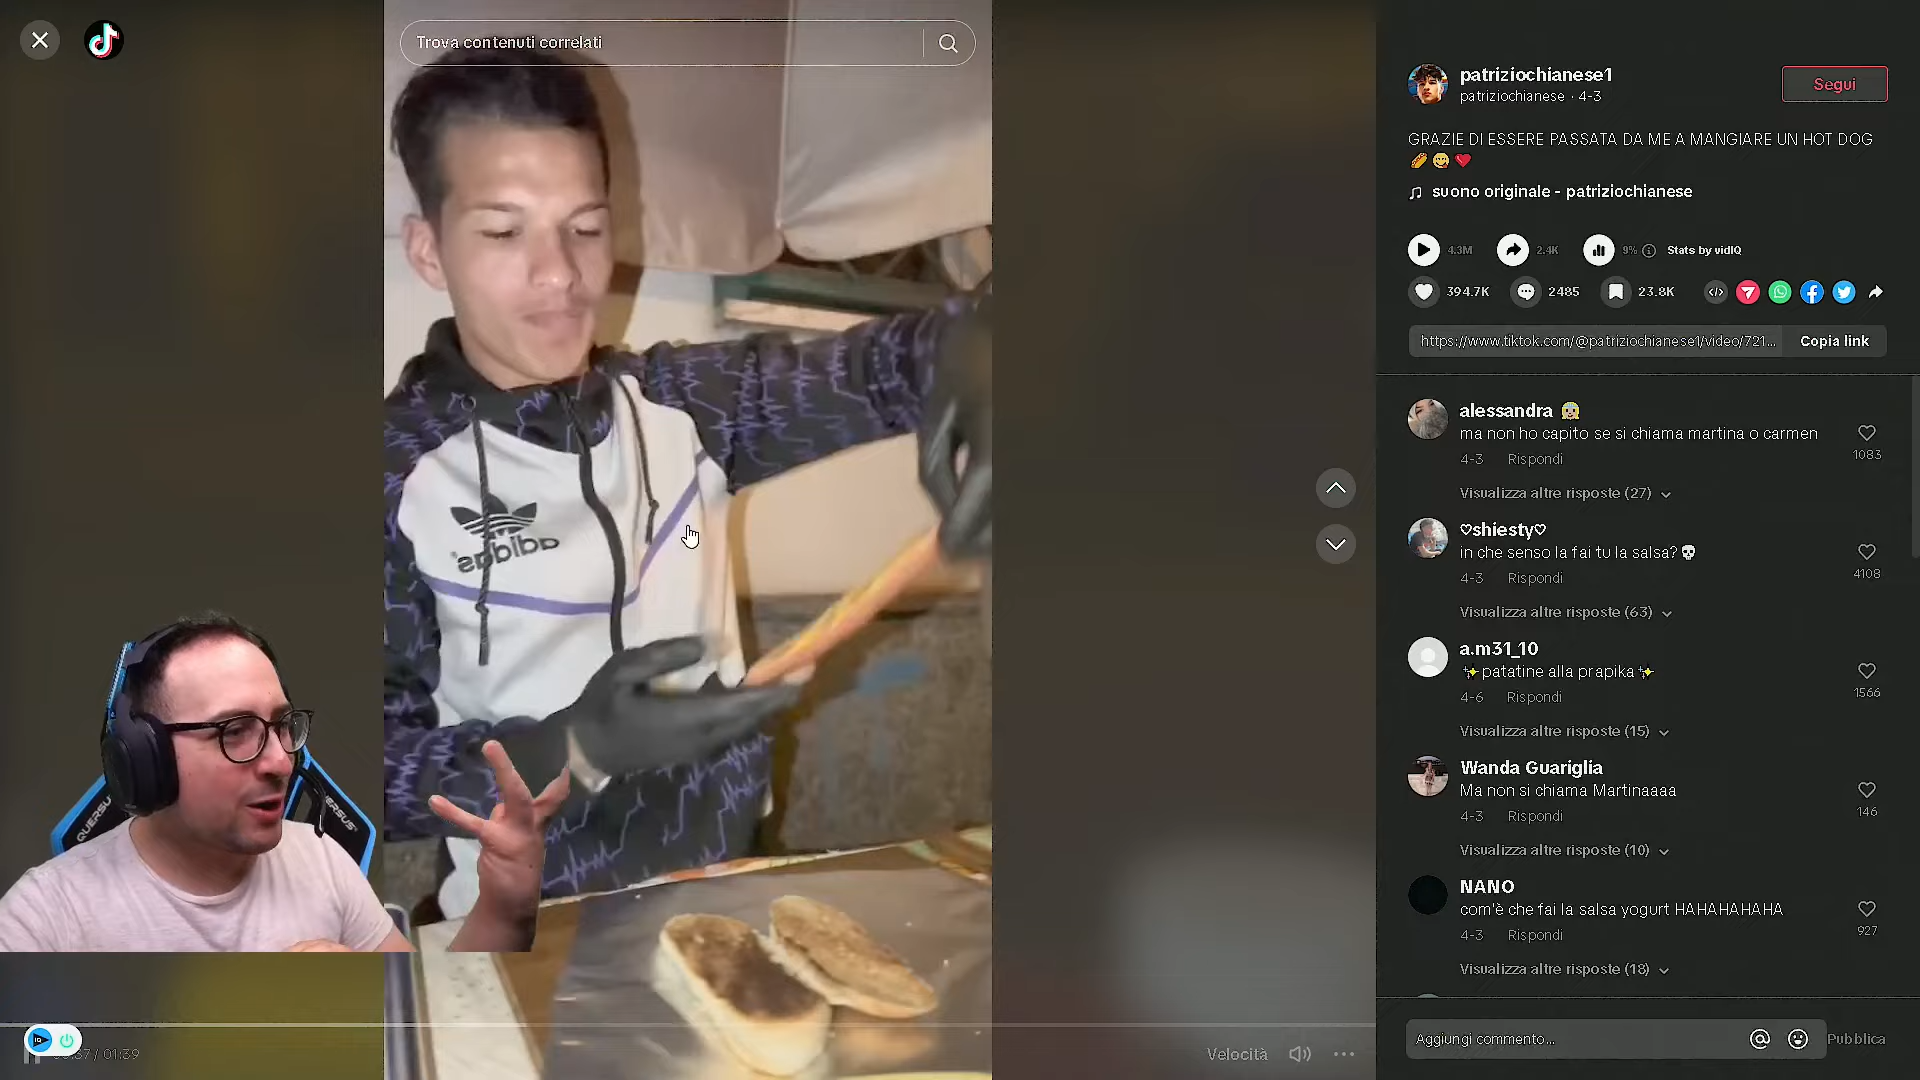 Trova contenuti correlati
adidas
QUERSUS
QUERSUS
/ 01:39
Velocità
patriziochianese1
patriziochianese · 4-3
Segui
GRAZIE DI ESSERE PASSATA DA ME A MANGIARE UN HOT DOG
🌭 😋 ❤️
suono originale - patriziochianese
4.3M
2.4K
9%
Stats by vidIQ
394.7K
2485
23.8K
https://www.tiktok.com/@patriziochianese1/video/721...
Copia link
alessandra 👰🏼
ma non ho capito se si chiama martina o carmen
4-3 Rispondi
1083
Visualizza altre risposte (27)
♡shiesty♡
in che senso la fai tu la salsa?💀
4-3 Rispondi
4108
Visualizza altre risposte (63)
a.m31_10
✨patatine alla prapika✨
4-6 Rispondi
1566
Visualizza altre risposte (15)
Wanda Guariglia
Ma non si chiama Martinaaaa
4-3 Rispondi
146
Visualizza altre risposte (10)
NANO
com'è che fai la salsa yogurt HAHAHAHAHA
4-3 Rispondi
927
Visualizza altre risposte (18)
Aggiungi commento...
Pubblica